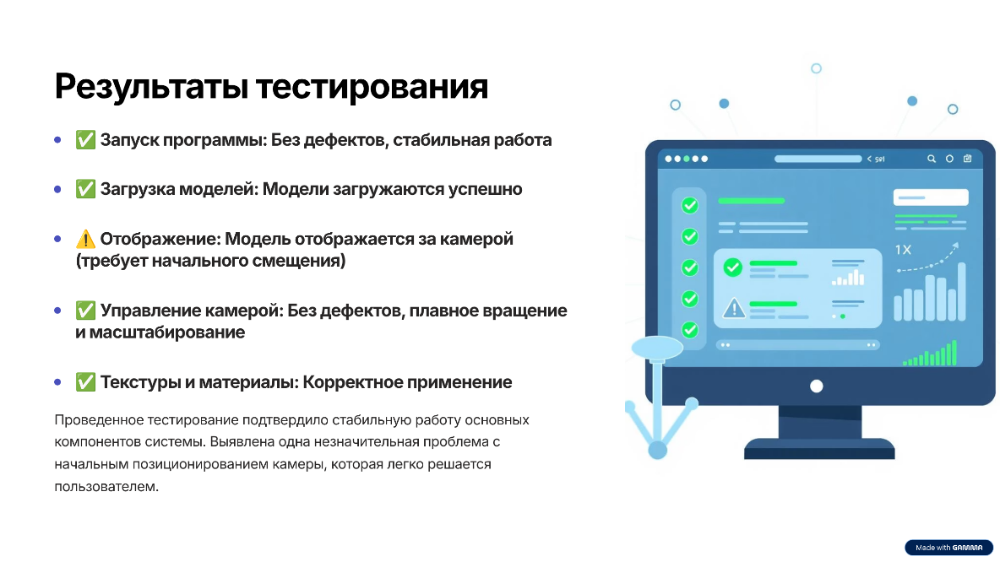 Результаты тестирования
✅ Запуск программы: Без дефектов, стабильная работа
✅ Загрузка моделей: Модели загружаются успешно
⚠️ Отображение: Модель отображается за камерой
(требует начального смещения)
✅ Управление камерой: Без дефектов, плавное вращение
и масштабирование
✅ Текстуры и материалы: Корректное применение
Проведенное тестирование подтвердило стабильную работу основных
компонентов системы. Выявлена одна незначительная проблема с
начальным позиционированием камеры, которая легко решается
пользователем.
1X
Made with GAMMA